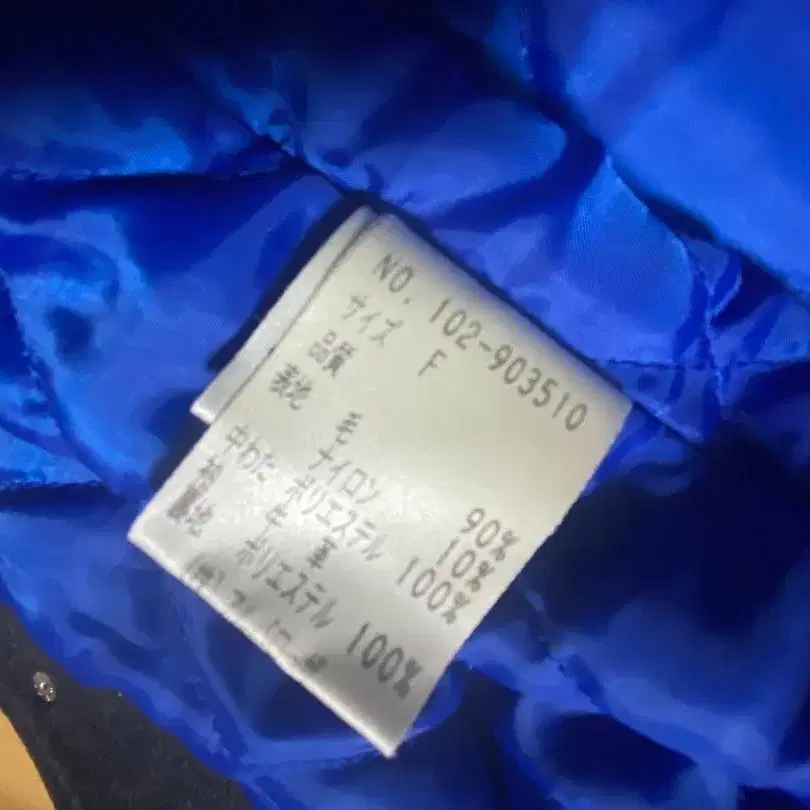 NO. 102-903510
サイズ F
品質
表地 毛 90%
ナイロン 10%
中わた ポリエステル 100%
袖 牛革
裏地 ポリエステル 100%